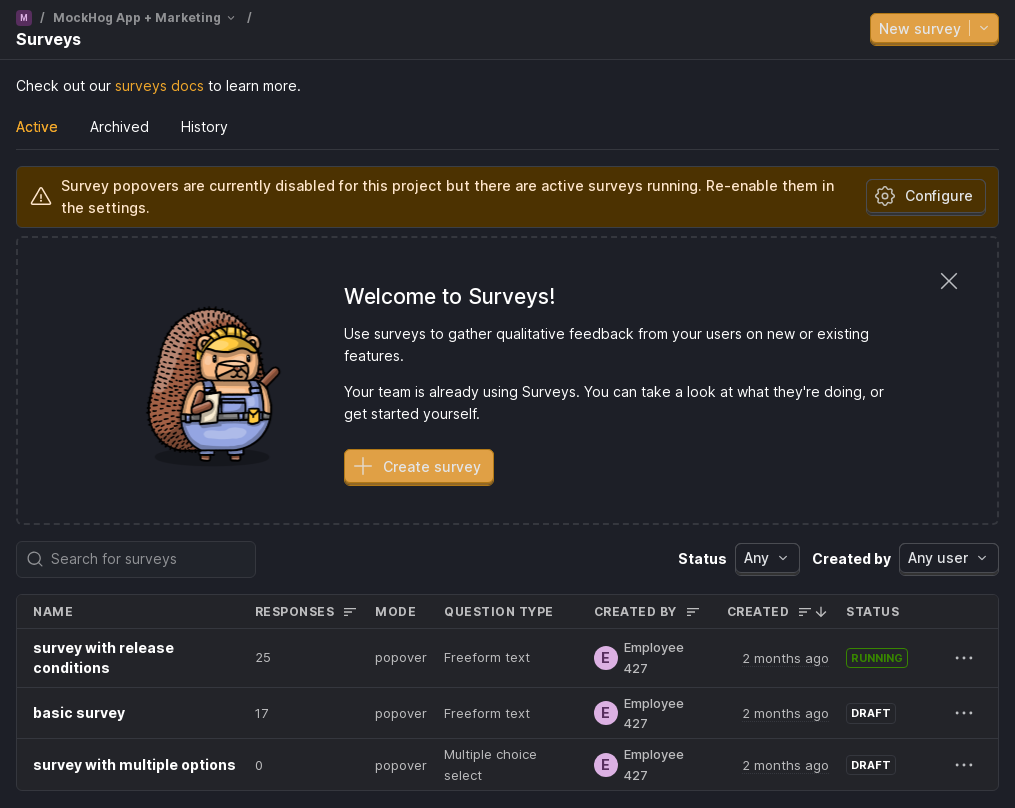 M / MockHog App + Marketing /
Surveys
New survey
Check out our surveys docs to learn more.
Active Archived History
Survey popovers are currently disabled for this project but there are active surveys running. Re-enable them in
the settings.
Configure
Welcome to Surveys!
Use surveys to gather qualitative feedback from your users on new or existing
features.
Your team is already using Surveys. You can take a look at what they're doing, or
get started yourself.
Create survey
Search for surveys
Status Any Created by Any user
NAME RESPONSES MODE QUESTION TYPE CREATED BY CREATED STATUS
survey with release
conditions
25 popover Freeform text E Employee
427
2 months ago RUNNING
basic survey 17 popover Freeform text E Employee
427
2 months ago DRAFT
survey with multiple options 0 popover Multiple choice
select
E Employee
427
2 months ago DRAFT